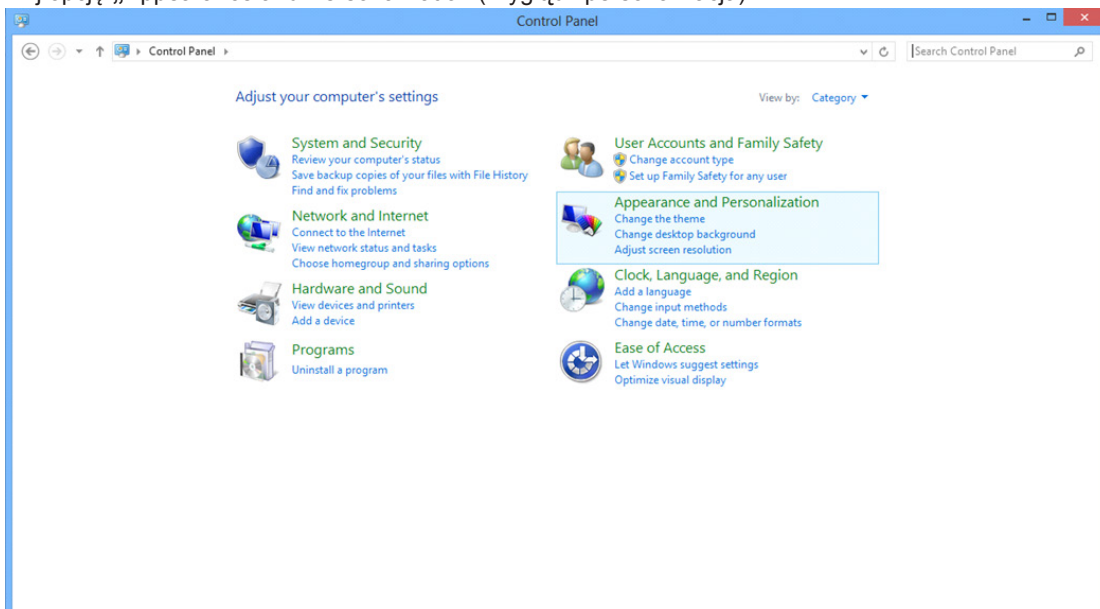 Control Panel
Control Panel
Search Control Panel
Adjust your computer's settings
View by: Category
System and Security
Review your computer's status
Save backup copies of your files with File History
Find and fix problems
Network and Internet
Connect to the Internet
View network status and tasks
Choose homegroup and sharing options
Hardware and Sound
View devices and printers
Add a device
Programs
Uninstall a program
User Accounts and Family Safety
Change account type
Set up Family Safety for any user
Appearance and Personalization
Change the theme
Change desktop background
Adjust screen resolution
Clock, Language, and Region
Add a language
Change input methods
Change date, time, or number formats
Ease of Access
Let Windows suggest settings
Optimize visual display